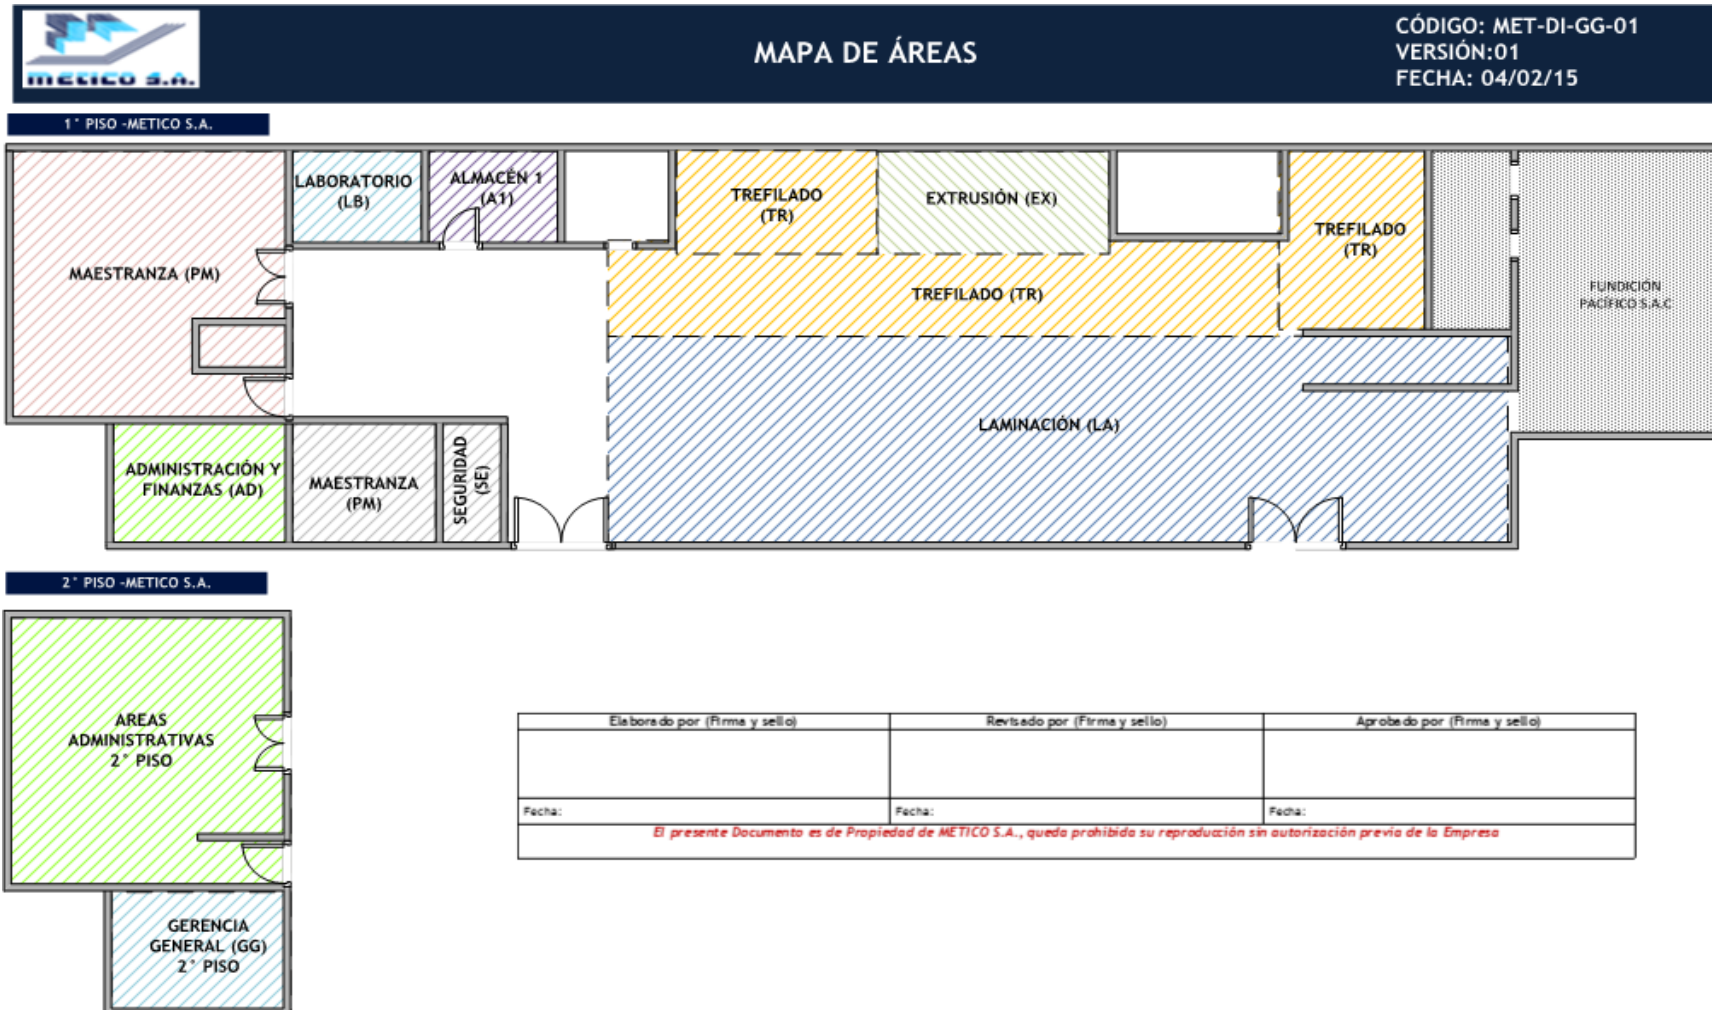 METICO S.A.
MAPA DE ÁREAS
CÓDIGO: MET-DI-GG-01
VERSIÓN:01
FECHA: 04/02/15
1° PISO -METICO S.A.
MAESTRANZA (PM)
LABORATORIO
(LB)
ALMACÉN 1
(A1)
TREFILADO
(TR)
EXTRUSIÓN (EX)
TREFILADO
(TR)
TREFILADO (TR)
FUNDICIÓN
PACÍFICO S.A.C
LAMINACIÓN (LA)
ADMINISTRACIÓN Y
FINANZAS (AD)
MAESTRANZA
(PM)
SEGURIDAD
(SE)
2° PISO -METICO S.A.
AREAS
ADMINISTRATIVAS
2° PISO
GERENCIA
GENERAL (GG)
2° PISO
Elaborado por (Firma y sello)
Revisado por (Firma y sello)
Aprobado por (Firma y sello)
Fecha:
Fecha:
Fecha:
El presente Documento es de Propiedad de METICO S.A., queda prohibida su reproducción sin autorización previa de la Empresa